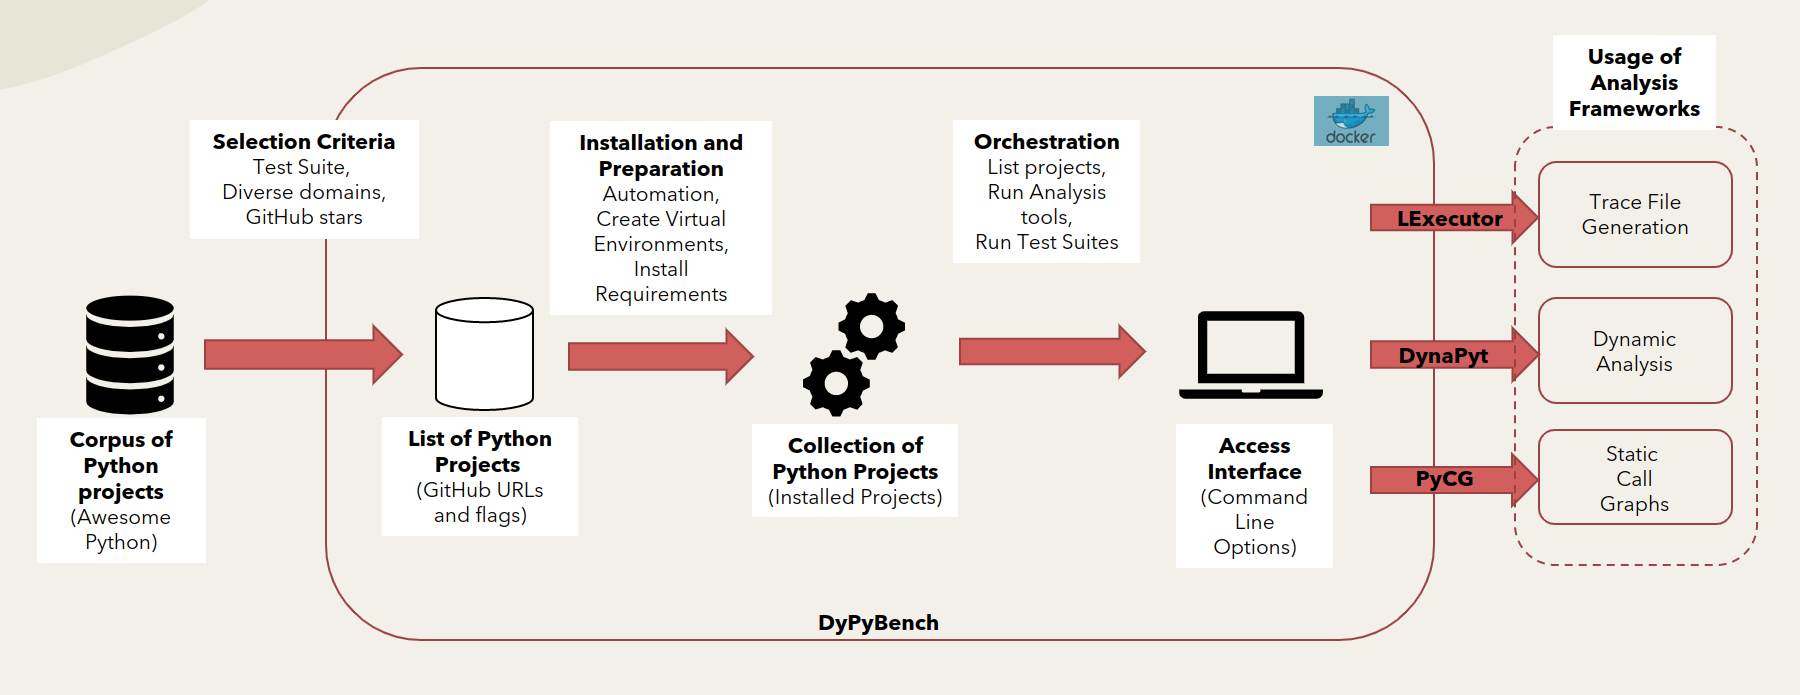 Selection Criteria
Test Suite,
Diverse domains,
GitHub stars
Corpus of
Python
projects
(Awesome
Python)
List of Python
Projects
(GitHub URLs
and flags)
Installation and
Preparation
Automation,
Create Virtual
Environments,
Install
Requirements
Collection of
Python Projects
(Installed Projects)
Orchestration
List projects,
Run Analysis
tools,
Run Test Suites
Access
Interface
(Command
Line
Options)
docker
DyPyBench
LExecutor
DynaPyt
PyCG
Usage of
Analysis
Frameworks
Trace File
Generation
Dynamic
Analysis
Static
Call
Graphs